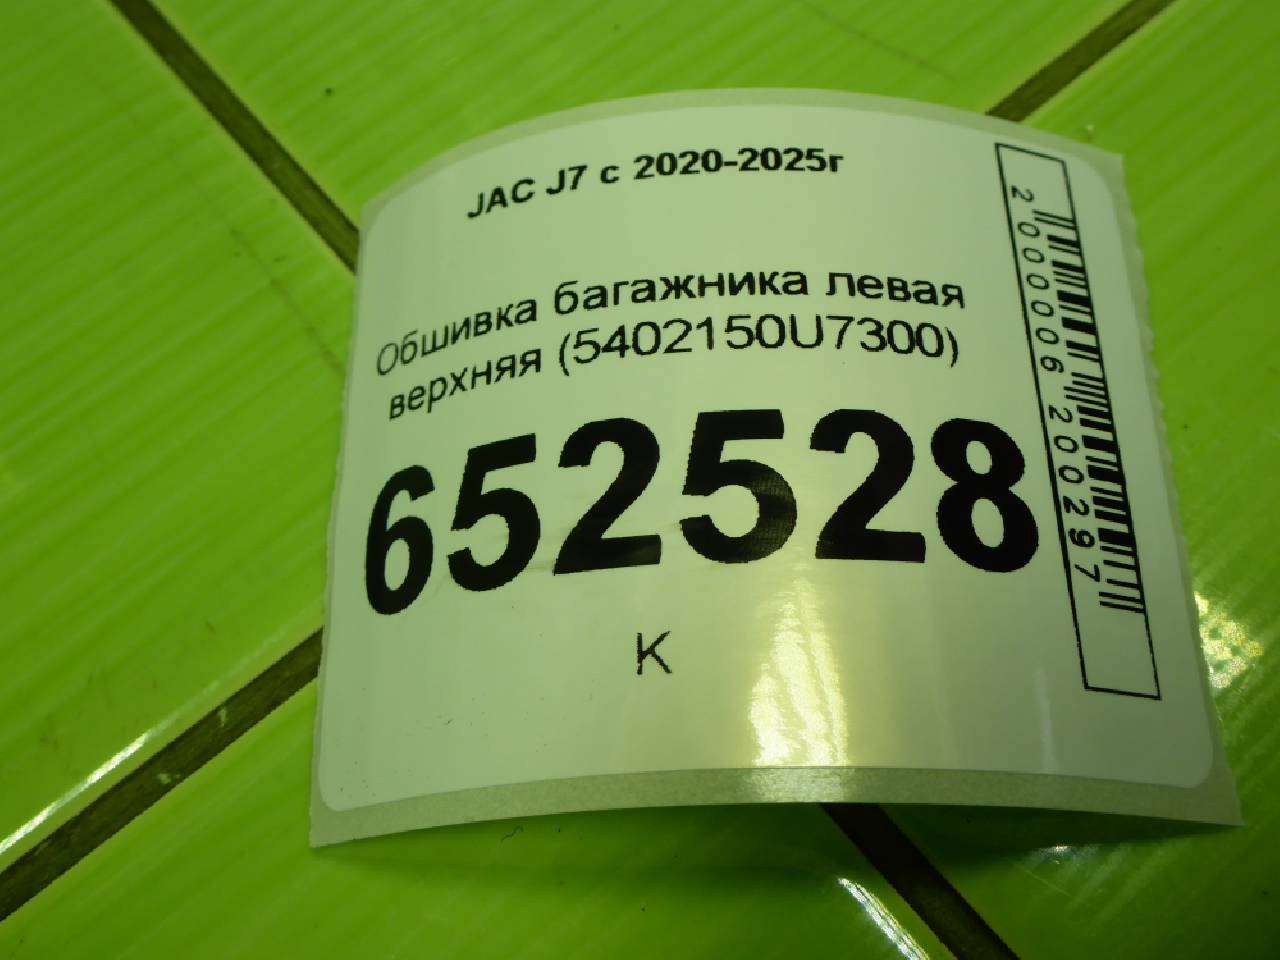 JAC J7 с 2020-2025г
Обшивка багажника левая
верхняя (5402150U7300)
652528
К
2000006200297